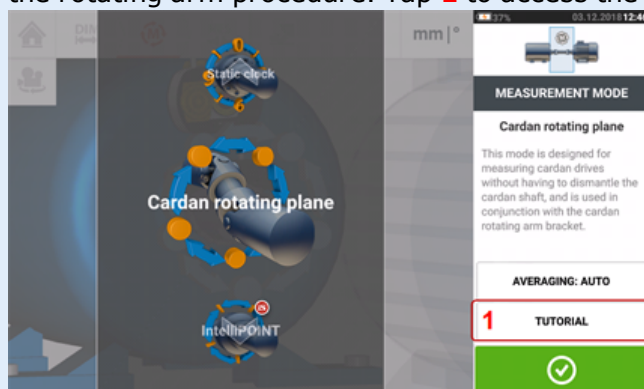 the rotating arm procedure. Tap 1 to access the
DIM
mm | °
37%
03.12.2018 12:40
Static clock
0
9
6
Cardan rotating plane
IntelliPOINT
MEASUREMENT MODE
Cardan rotating plane
This mode is designed for
measuring cardan drives
without having to dismantle the
cardan shaft, and is used in
conjunction with the cardan
rotating arm bracket.
AVERAGING: AUTO
1 TUTORIAL